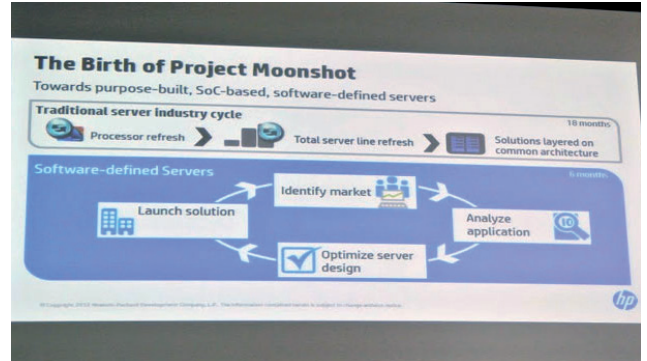 The Birth of Project Moonshot
Towards purpose-built, SoC-based, software-defined servers
Traditional server industry cycle
18 months
Processor refresh
Total server line refresh
Solutions layered on
common architecture
Software-defined Servers
6 months
Identify market
Launch solution
Analyze
application
Optimize server
design
hp